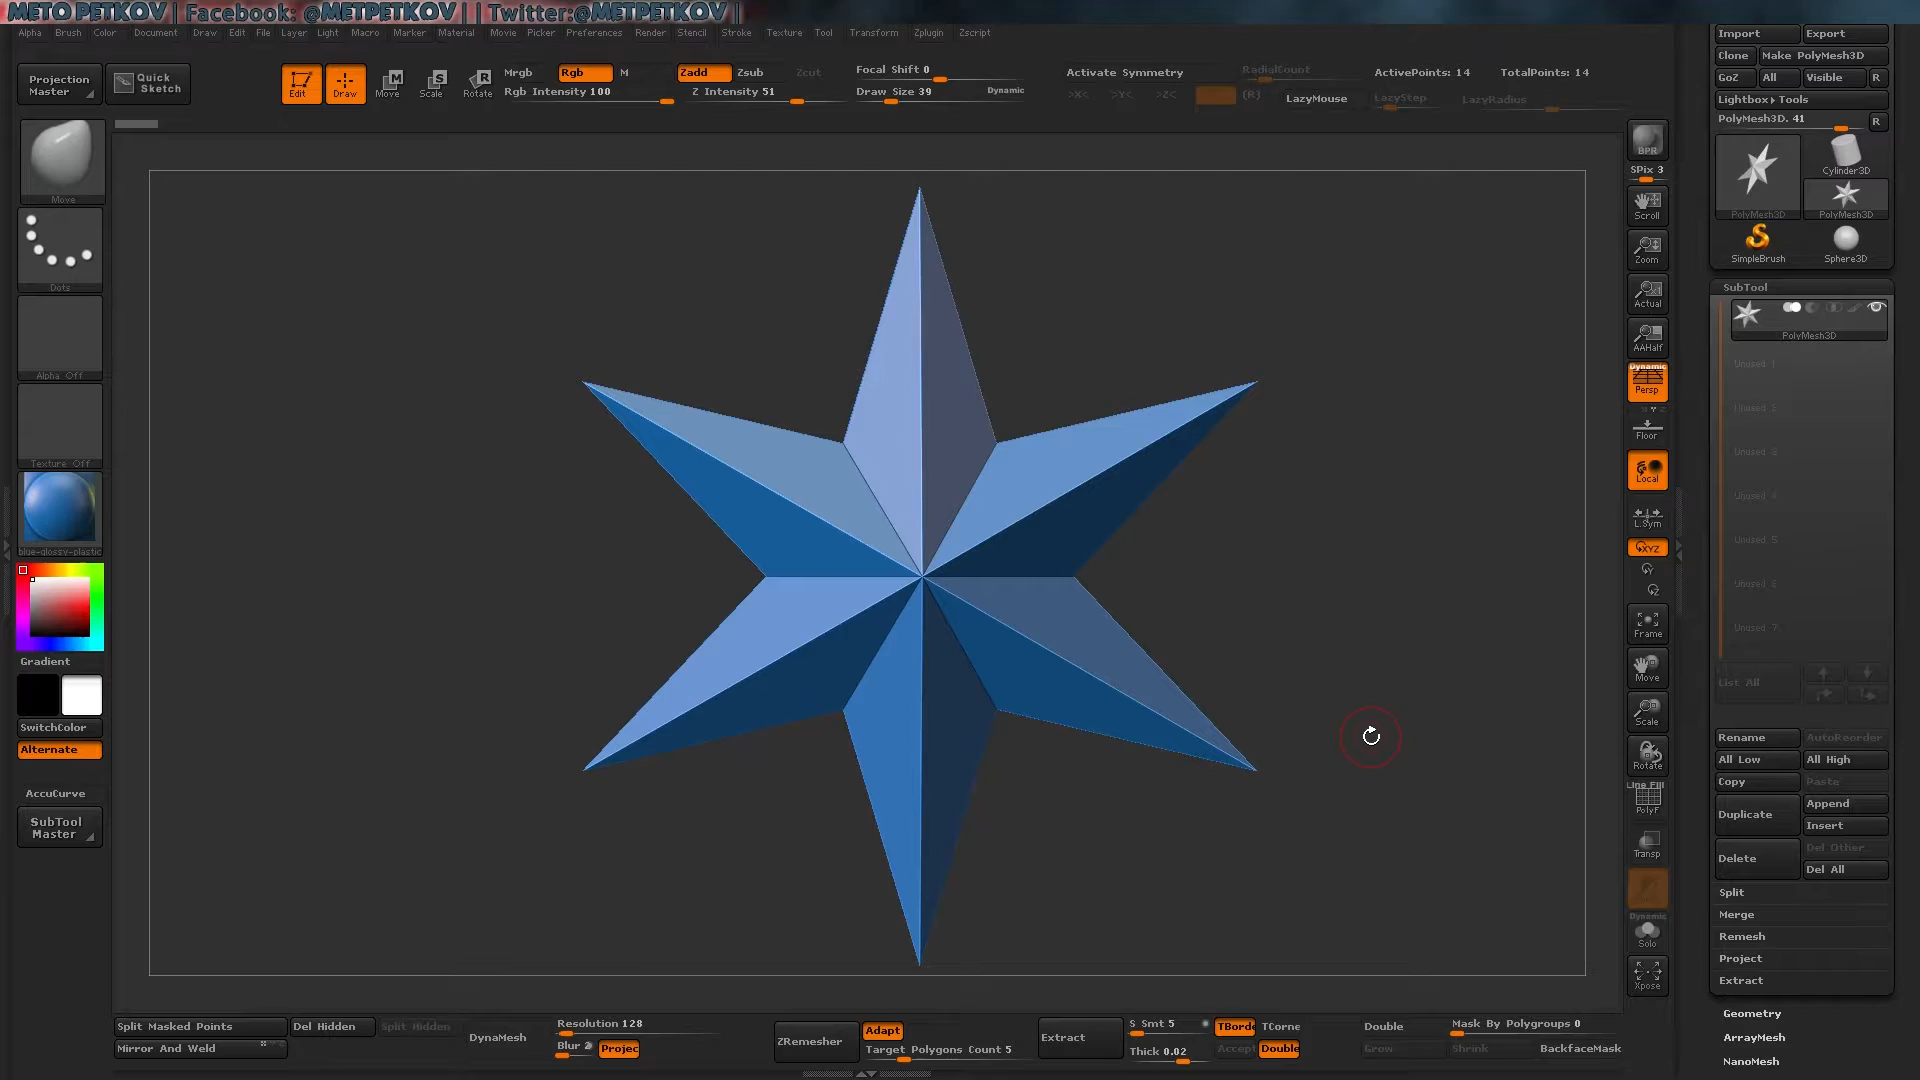 METO PETKOV | Facebook: @METPETKOV | | Twitter:@METPETKOV |
Alpha Brush Color Document Draw Edit File Layer Light Macro Marker Material Movie Picker Preferences Render Stencil Stroke Texture Tool Transform Zplugin Zscript
Projection Master
Quick Sketch
Edit
Draw
M
Move
S
Scale
R
Rotate
Mrgb Rgb M
Rgb Intensity 100
Zadd Zsub Zcut
Z Intensity 51
Focal Shift 0
Draw Size 39
Dynamic
Activate Symmetry
>X< >Y< >Z<
(R)
RadialCount
LazyMouse
LazyStep
LazyRadius
ActivePoints: 14
TotalPoints: 14
Move
Dots
Alpha Off
Texture Off
blue-glossy-plastic
Gradient
SwitchColor
Alternate
AccuCurve
SubTool Master
BPR
SPix 3
Scroll
Zoom
Actual
AAHalf
Dynamic
Persp
Floor
Local
L.Sym
XYZ
Frame
Move
Scale
Rotate
Line Fill
PolyF
Transp
Dynamic
Solo
Xpose
Import Export
Clone Make PolyMesh3D
GoZ All Visible R
Lightbox Tools
PolyMesh3D. 41 R
PolyMesh3D
Cylinder3D
PolyMesh3D
SimpleBrush
Sphere3D
SubTool
PolyMesh3D
Unused 1
Unused 2
Unused 3
Unused 4
Unused 5
Unused 6
Unused 7
List All
Rename AutoReorder
All Low All High
Copy Paste
Duplicate Append
Insert
Delete Del Other
Del All
Split
Merge
Remesh
Project
Extract
Geometry
ArrayMesh
NanoMesh
Split Masked Points Del Hidden Split Hidden
Mirror And Weld
DynaMesh
Resolution 128
Blur 2 Projec
ZRemesher
Adapt
Target Polygons Count 5
Extract
S Smt 5
Thick 0.02
TBorde TCorne
Accept Double
Double
Grow Shrink
Mask By Polygroups 0
BackfaceMask